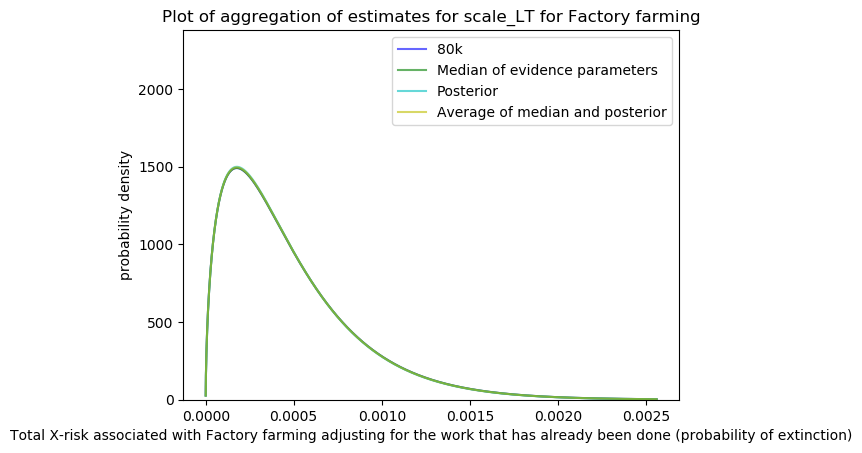 Plot of aggregation of estimates for scale_LT for Factory farming
80k
Median of evidence parameters
Posterior
Average of median and posterior
probability density
2000
1500
1000
500
0
0.0000 0.0005 0.0010 0.0015 0.0020 0.0025
Total X-risk associated with Factory farming adjusting for the work that has already been done (probability of extinction)